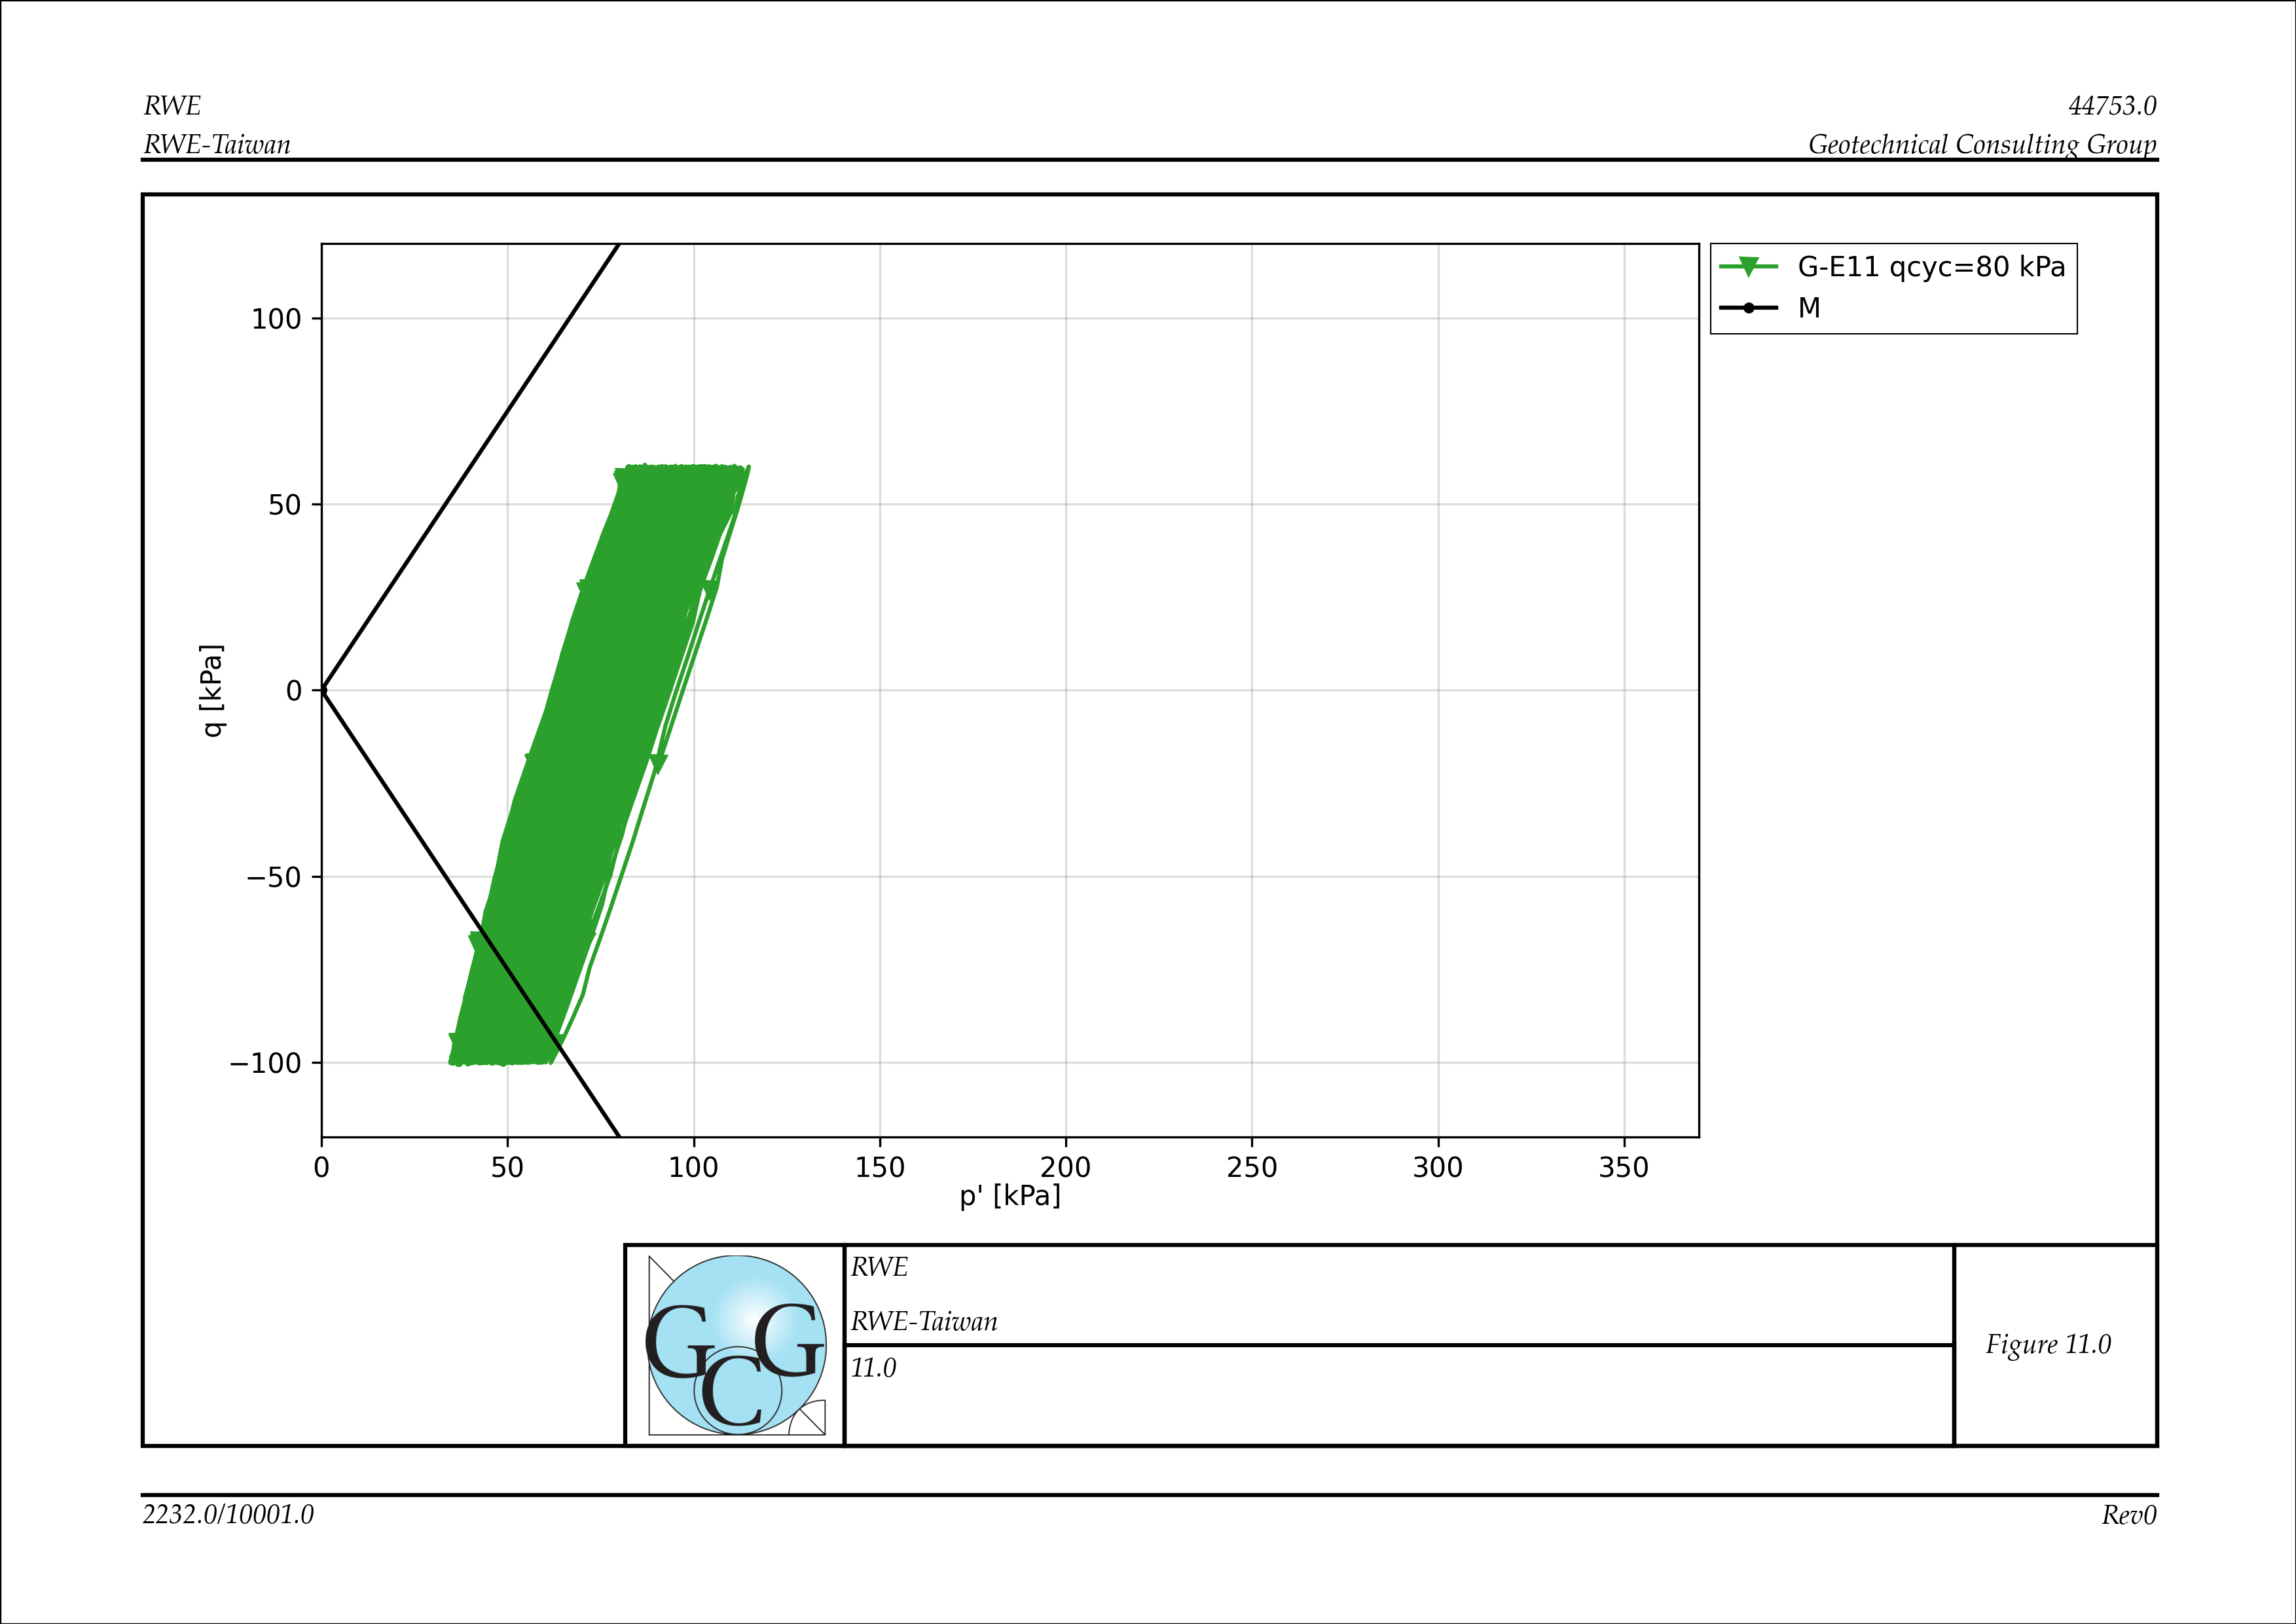 RWE
44753.0
RWE-Taiwan
Geotechnical Consulting Group
G-E11 qcyc=80 kPa
M
100
50
0
−50
−100
q [kPa]
0 50 100 150 200 250 300 350
p' [kPa]
GCG
RWE
RWE-Taiwan
11.0
Figure 11.0
2232.0/10001.0
Rev0